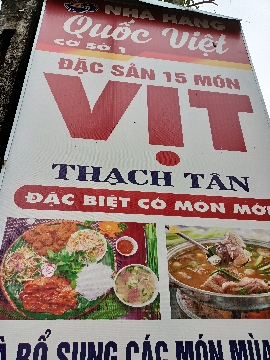 NHÀ HÀNG
Quốc Việt
CƠ SỞ 1
ĐẶC SẢN 15 MÓN
VỊT
THẠCH TÂN
ĐẶC BIỆT CÓ MÓN MỚI
BỔ SUNG CÁC MÓN MÙA